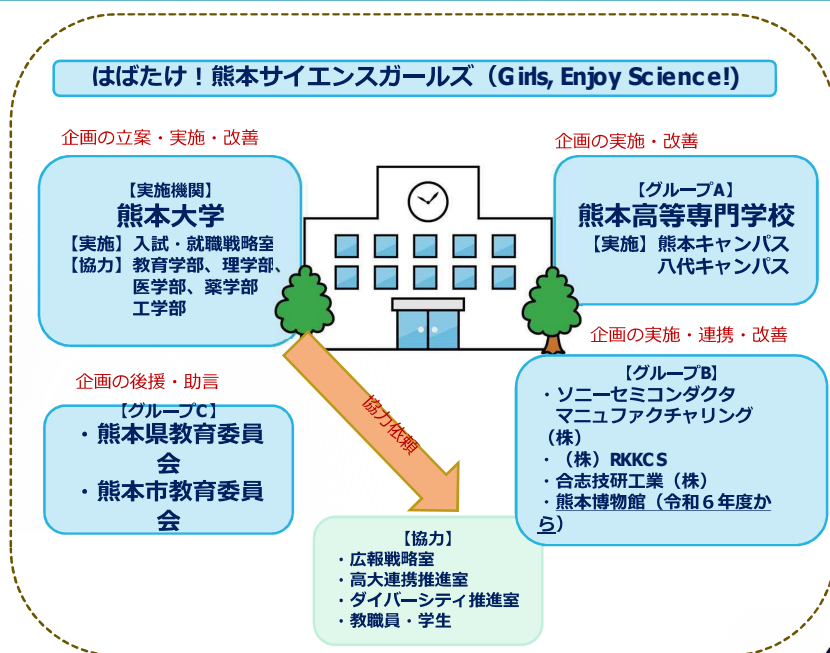 はばたけ！熊本サイエンスガールズ（Girls, Enjoy Science!）
企画の立案・実施・改善
【実施機関】
熊本大学
【実施】入試・就職戦略室
【協力】教育学部、理学部、
医学部、薬学部
工学部
企画の実施・改善
【グループA】
熊本高等専門学校
【実施】熊本キャンパス
八代キャンパス
企画の実施・連携・改善
【グループB】
・ソニーセミコンダクタ
マニュファクチャリング
（株）
・（株）RKKCS
・合志技研工業（株）
・熊本博物館（令和６年度か
ら）
企画の後援・助言
【グループC】
・熊本県教育委員
会
・熊本市教育委員
会
協力依頼
【協力】
・広報戦略室
・高大連携推進室
・ダイバーシティ推進室
・教職員・学生